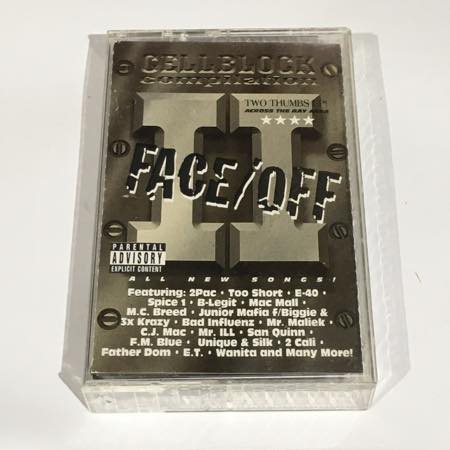 CELLBLOCK
compilation
II
TWO THUMBS UP!
ACROSS THE BAY AREA
★★★★
FACE/OFF
PARENTAL
ADVISORY
EXPLICIT CONTENT
ALL NEW SONGS!
Featuring: 2Pac · Too Short · E-40 ·
Spice 1 · B-Legit · Mac Mall ·
M.C. Breed · Junior Mafia f/Biggie &
3x Krazy · Bad Influenz · Mr. Maliek ·
C.J. Mac · Mr. ILL · San Quinn ·
F.M. Blue · Unique & Silk · 2 Cali ·
Father Dom · E.T. · Wanita and Many More!